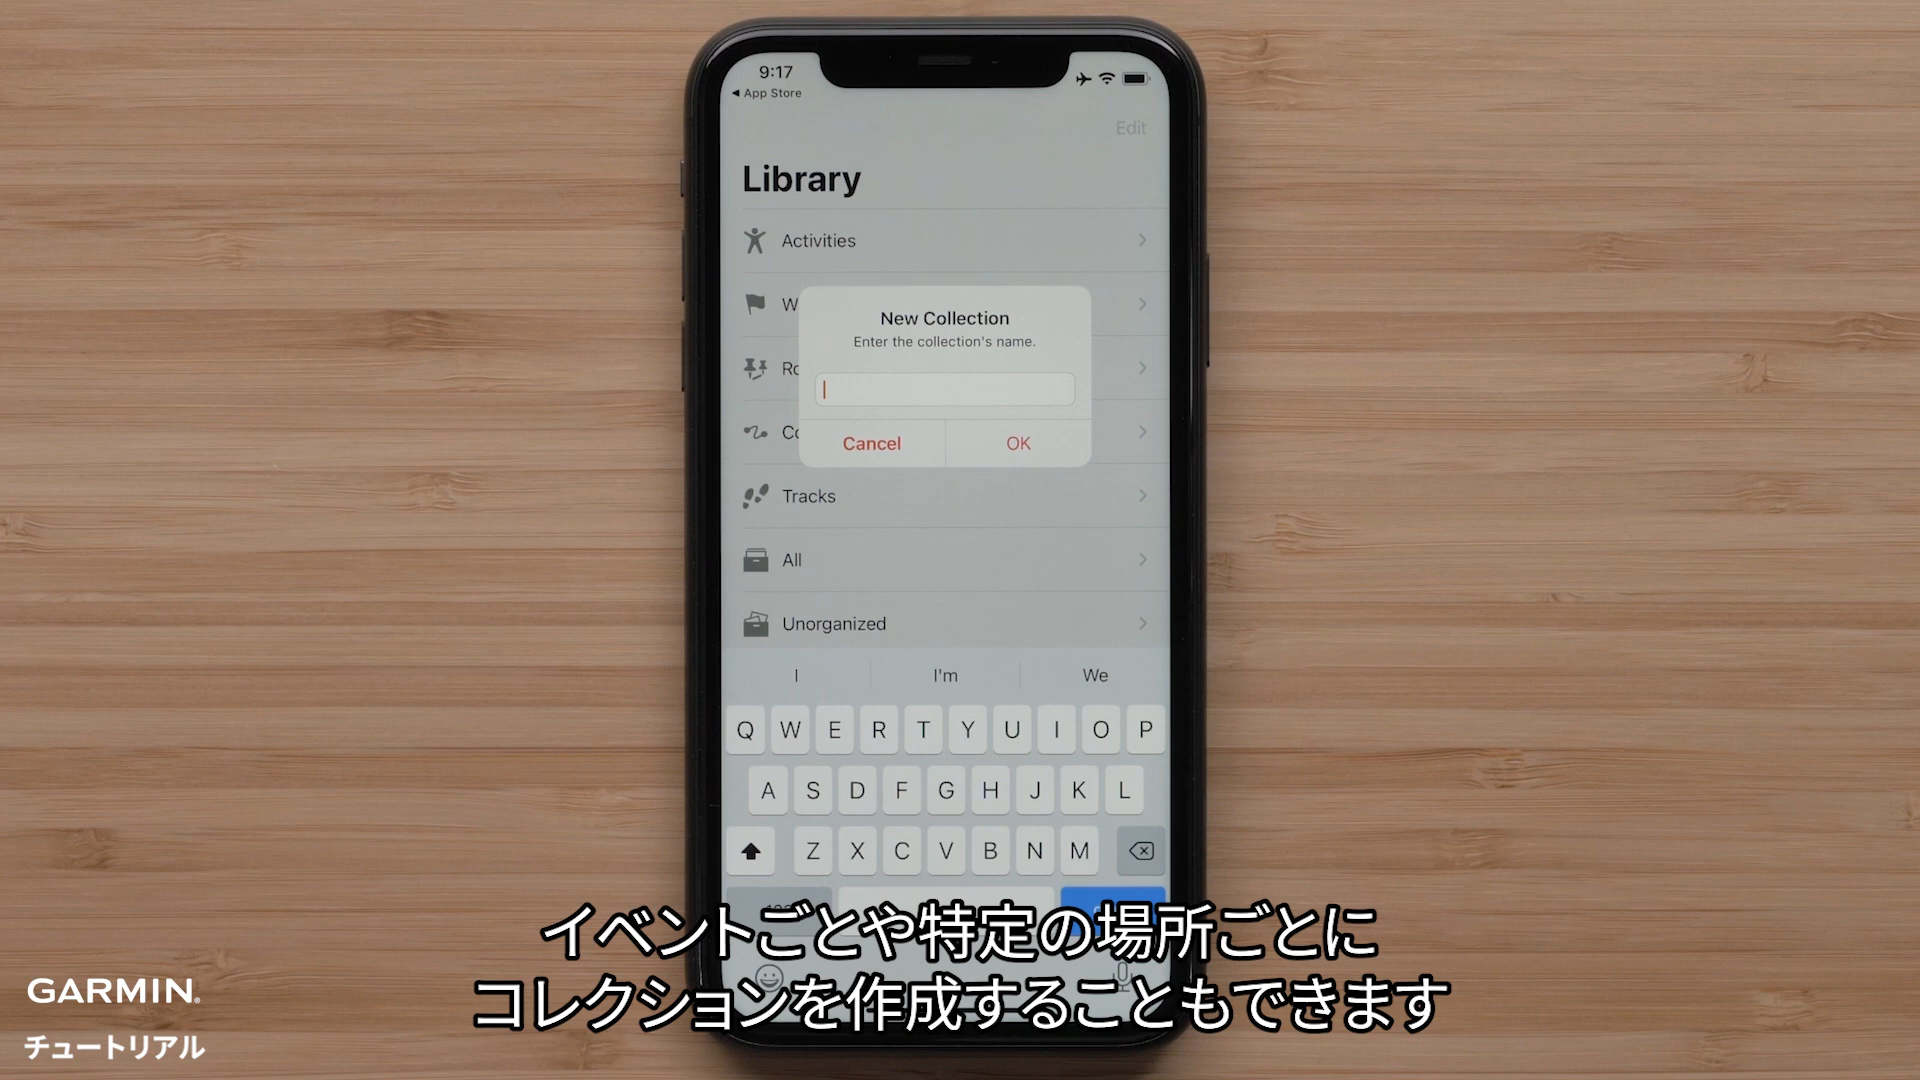 9:17
App Store
Edit
Library
Activities
W
New Collection
Enter the collection's name.
Ro
Co
Cancel
OK
Tracks
All
Unorganized
I
I'm
We
Q W E R T Y U I O P
A S D F G H J K L
Z X C V B N M
イベントごとや特定の場所ごとに
コレクションを作成することもできます
GARMIN
チュートリアル